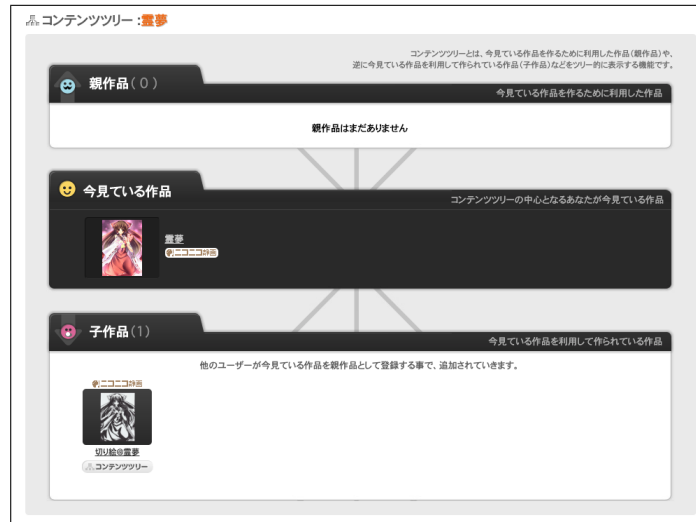 コンテンツツリー :霊夢
コンテンツツリーとは、今見ている作品を作るために利用した作品(親作品)や、
逆に今見ている作品を利用して作られている作品(子作品)などをツリー的に表示する機能です。
親作品(0)
今見ている作品を作るために利用した作品
親作品はまだありません
今見ている作品
コンテンツツリーの中心となるあなたが今見ている作品
霊夢
ニコニコ静画
子作品(1)
今見ている作品を利用して作られている作品
他のユーザーが今見ている作品を親作品として登録する事で、追加されていきます。
ニコニコ静画
切り絵@霊夢
コンテンツツリー